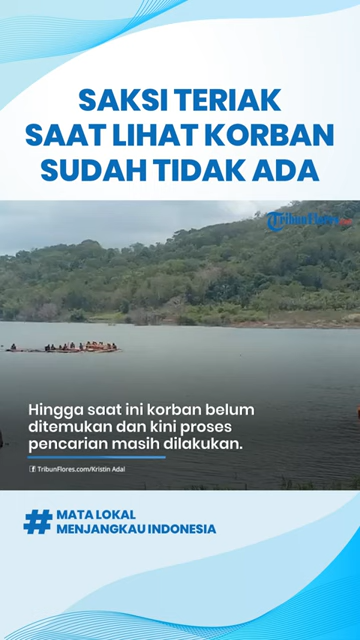 SAKSI TERIAK
SAAT LIHAT KORBAN
SUDAH TIDAK ADA
TribunFlores.com
Hingga saat ini korban belum
ditemukan dan kini proses
pencarian masih dilakukan.
TribunFlores.com/Kristin Adal
# MATA LOKAL
MENJANGKAU INDONESIA